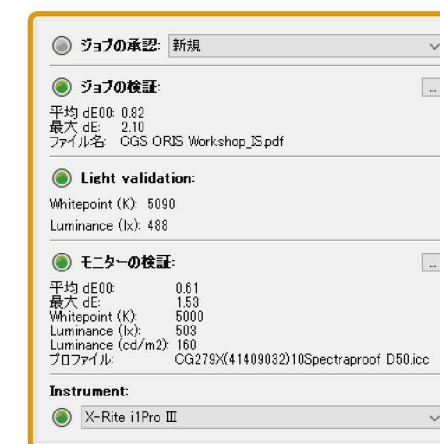 ジョブの承認: 新規
ジョブの検証: ...
平均 dE00: 0.82
最大 dE: 2.10
ファイル名: CGS ORIS Workshop_IS.pdf
Light validation:
Whitepoint (K): 5090
Luminance (lx): 488
モニターの検証: ...
平均 dE00: 0.61
最大 dE: 1.53
Whitepoint (K): 5000
Luminance (lx): 503
Luminance (cd/m2): 160
プロファイル: CG279X(41409032)10Spectraproof D50.icc
Instrument:
X-Rite i1Pro III